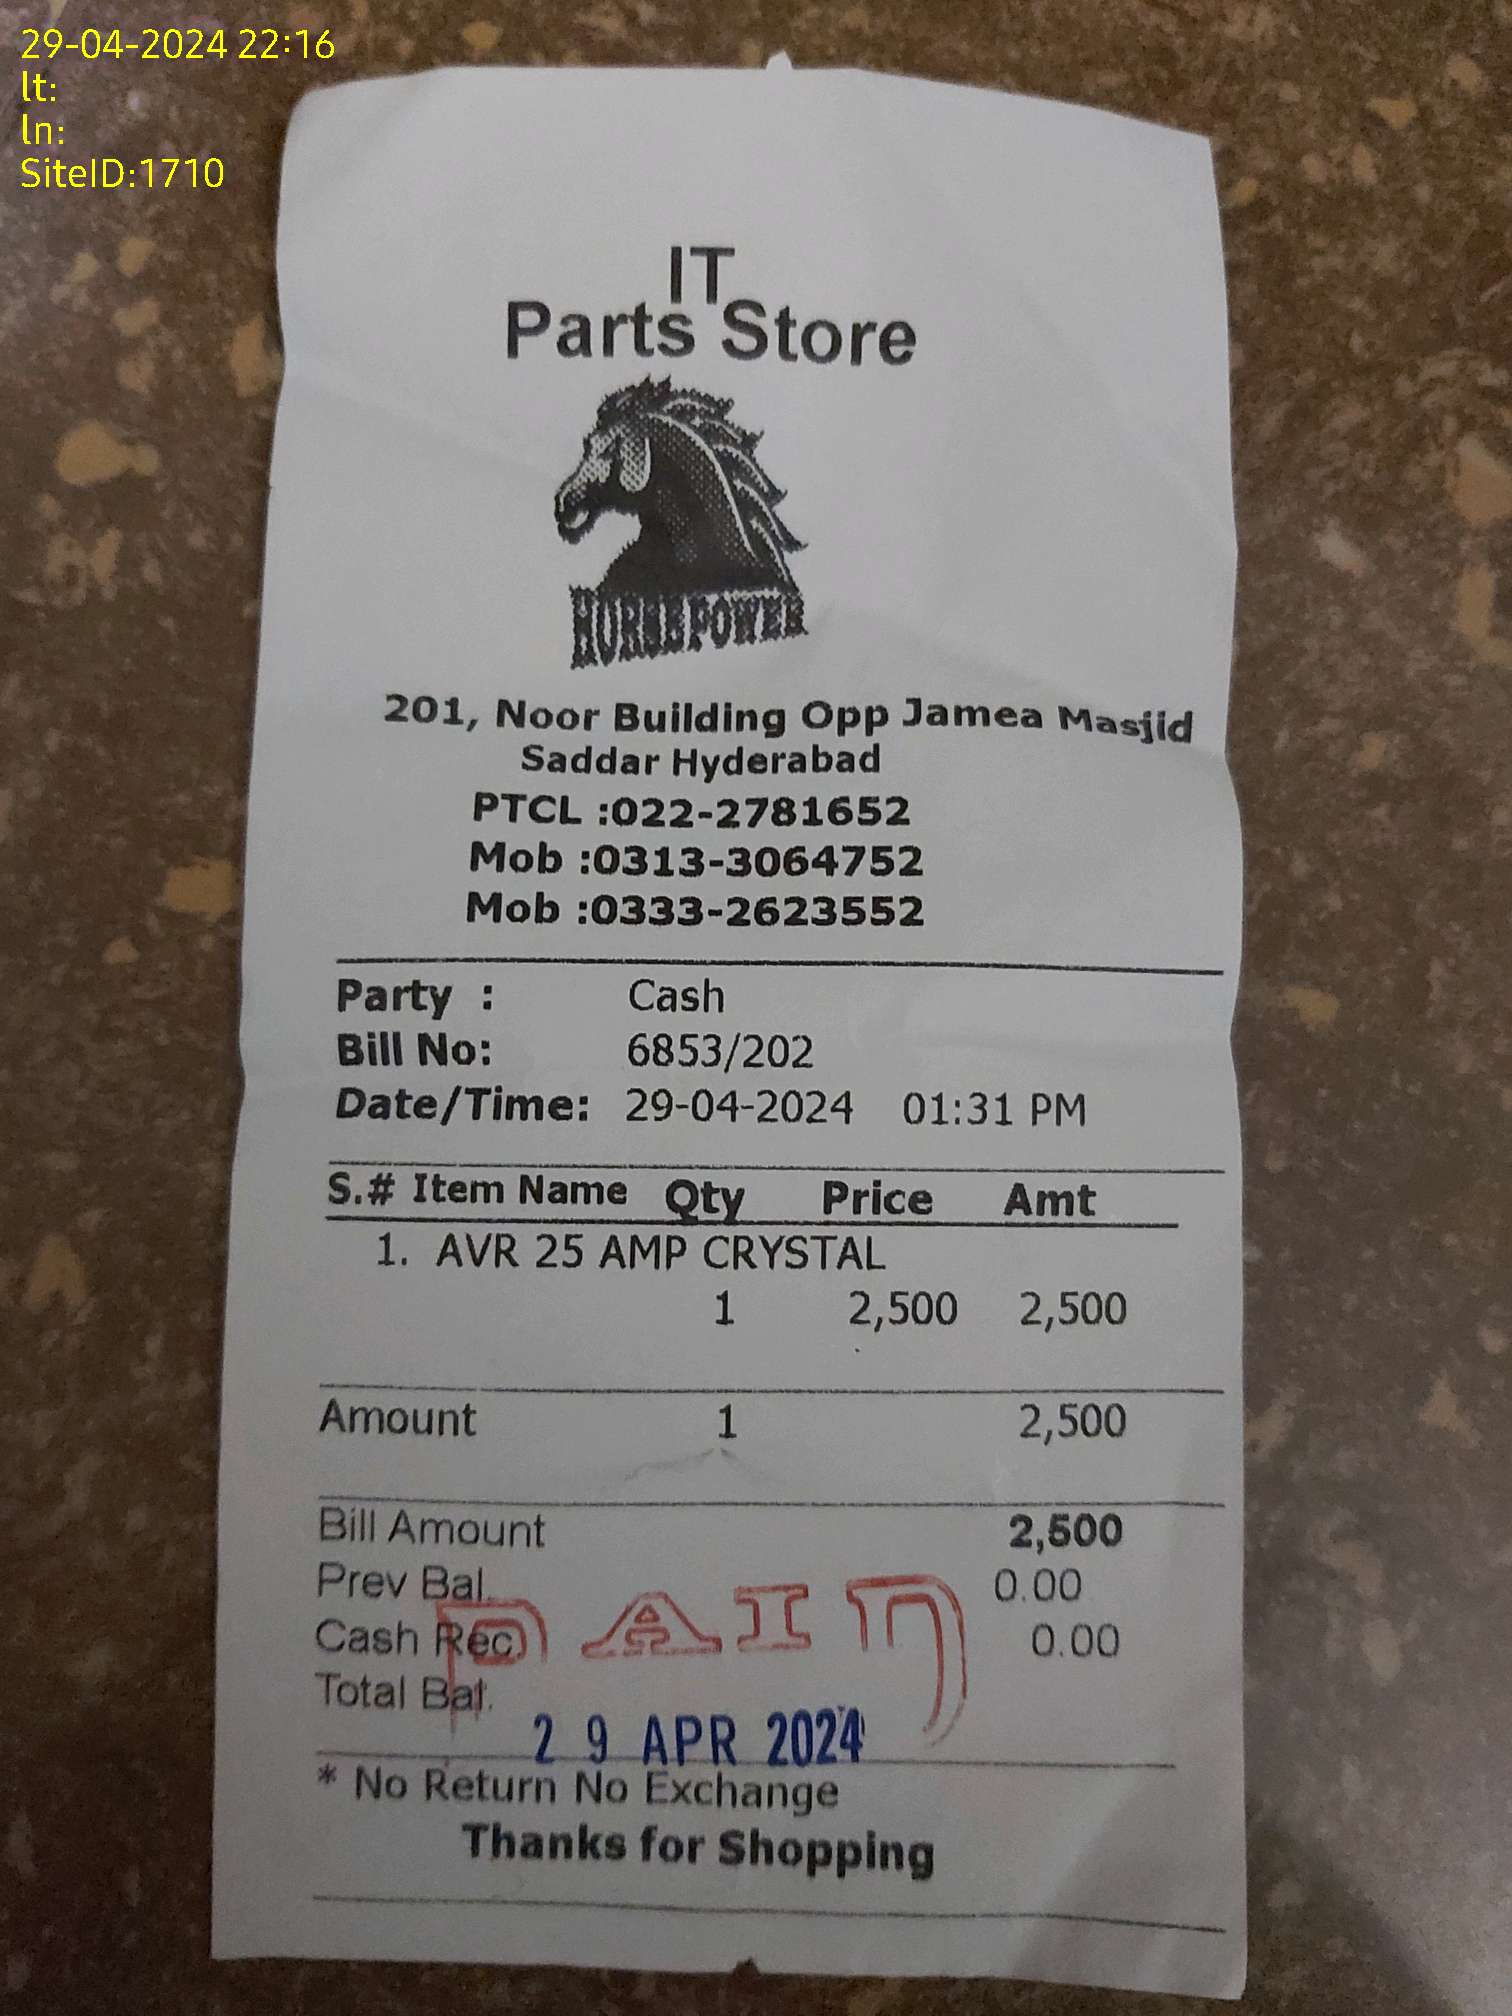 29-04-2024 22:16
lt:
ln:
SiteID:1710
IT
Parts Store
HORSE POWER
201, Noor Building Opp Jamea Masjid
Saddar Hyderabad
PTCL :022-2781652
Mob :0313-3064752
Mob :0333-2623552
Party : Cash
Bill No: 6853/202
Date/Time: 29-04-2024 01:31 PM
S.# Item Name Qty Price Amt
1. AVR 25 AMP CRYSTAL
1 2,500 2,500
Amount 1 2,500
Bill Amount 2,500
Prev Bal. 0.00
Cash Rec. 0.00
PAID
Total Bal.
29 APR 2024
* No Return No Exchange
Thanks for Shopping